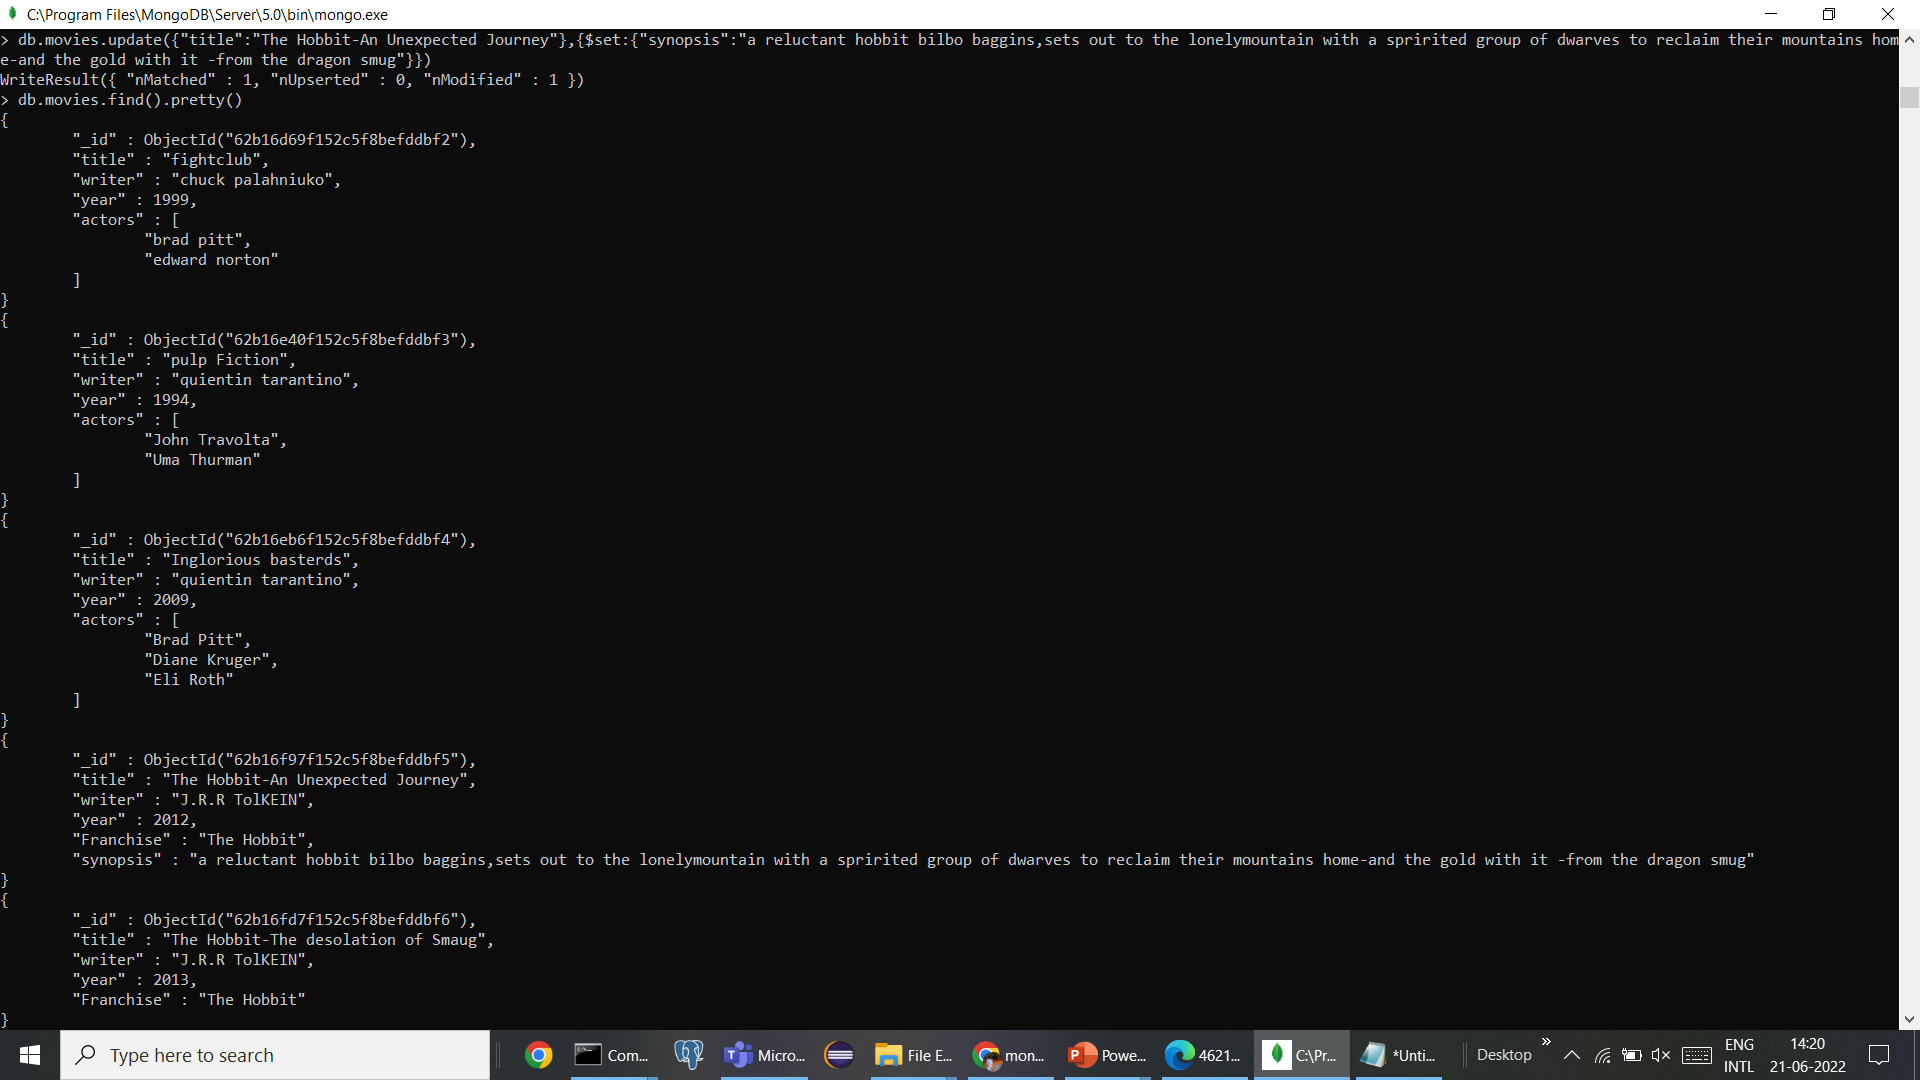 C:\Program Files\MongoDB\Server\5.0\bin\mongo.exe
> db.movies.update({"title":"The Hobbit-An Unexpected Journey"},{$set:{"synopsis":"a reluctant hobbit bilbo baggins,sets out to the lonelymountain with a spririted group of dwarves to reclaim their mountains hom
e-and the gold with it -from the dragon smug"}})
WriteResult({ "nMatched" : 1, "nUpserted" : 0, "nModified" : 1 })
> db.movies.find().pretty()
{
"_id" : ObjectId("62b16d69f152c5f8befddbf2"),
"title" : "fightclub",
"writer" : "chuck palahniuko",
"year" : 1999,
"actors" : [
"brad pitt",
"edward norton"
]
}
{
"_id" : ObjectId("62b16e40f152c5f8befddbf3"),
"title" : "pulp Fiction",
"writer" : "quientin tarantino",
"year" : 1994,
"actors" : [
"John Travolta",
"Uma Thurman"
]
}
{
"_id" : ObjectId("62b16eb6f152c5f8befddbf4"),
"title" : "Inglorious basterds",
"writer" : "quientin tarantino",
"year" : 2009,
"actors" : [
"Brad Pitt",
"Diane Kruger",
"Eli Roth"
]
}
{
"_id" : ObjectId("62b16f97f152c5f8befddbf5"),
"title" : "The Hobbit-An Unexpected Journey",
"writer" : "J.R.R TolKEIN",
"year" : 2012,
"Franchise" : "The Hobbit",
"synopsis" : "a reluctant hobbit bilbo baggins,sets out to the lonelymountain with a spririted group of dwarves to reclaim their mountains home-and the gold with it -from the dragon smug"
}
{
"_id" : ObjectId("62b16fd7f152c5f8befddbf6"),
"title" : "The Hobbit-The desolation of Smaug",
"writer" : "J.R.R TolKEIN",
"year" : 2013,
"Franchise" : "The Hobbit"
}
Type here to search
Com...
Micro...
File E...
mon...
Powe...
4621...
C:\Pr...
*Unti...
Desktop
ENG
INTL
14:20
21-06-2022